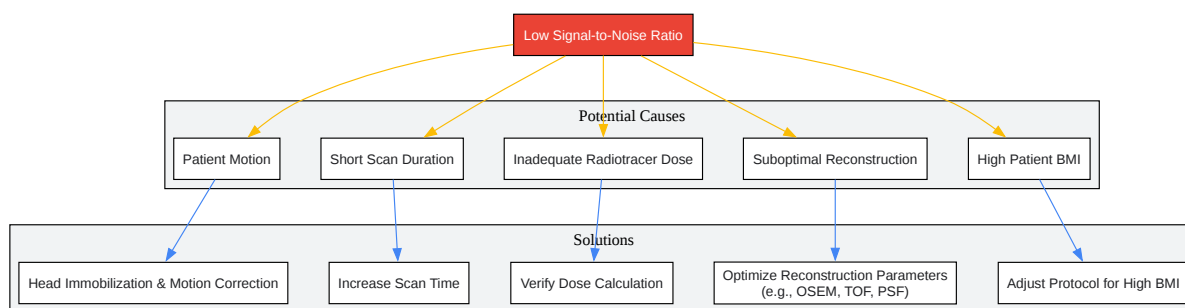 Low Signal-to-Noise Ratio
Potential Causes
Patient Motion
Short Scan Duration
Inadequate Radiotracer Dose
Suboptimal Reconstruction
High Patient BMI
Solutions
Head Immobilization & Motion Correction
Increase Scan Time
Verify Dose Calculation
Optimize Reconstruction Parameters
(e.g., OSEM, TOF, PSF)
Adjust Protocol for High BMI